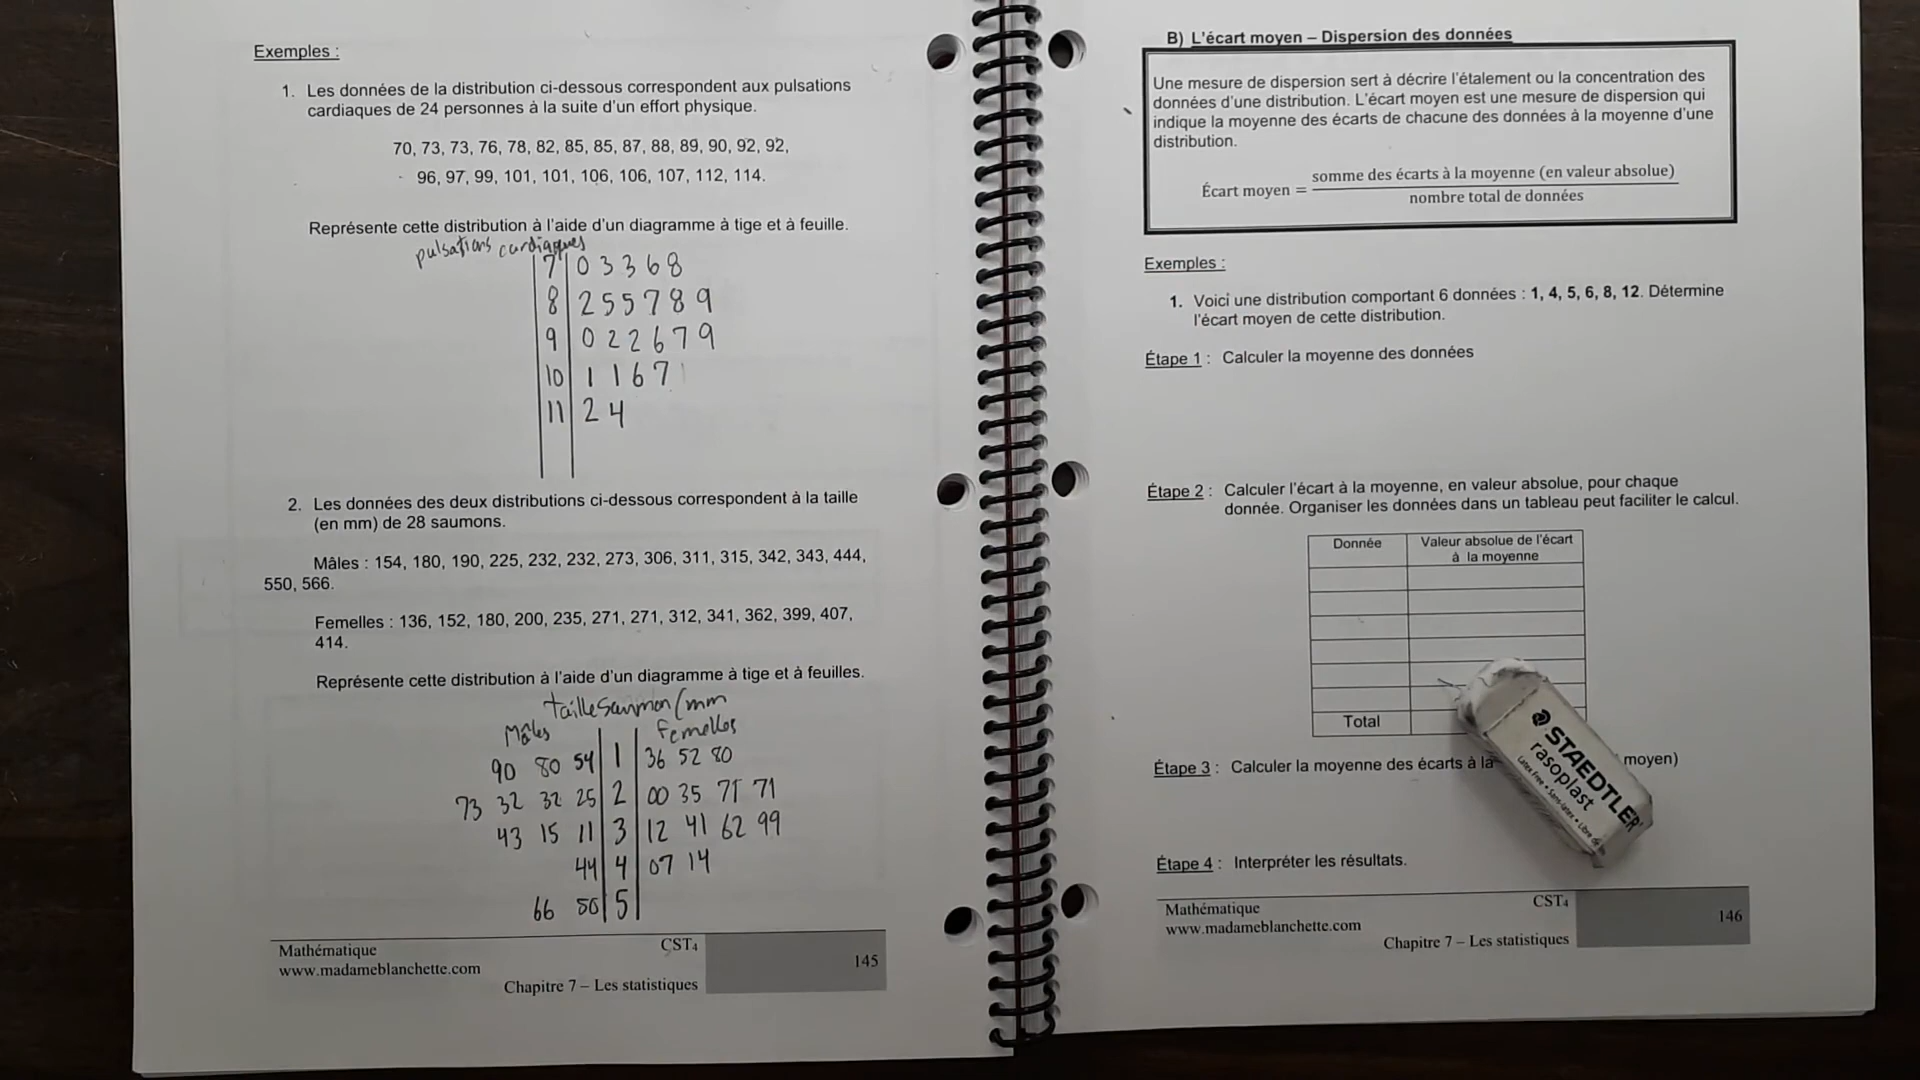 Exemples :
1. Les données de la distribution ci-dessous correspondent aux pulsations
cardiaques de 24 personnes à la suite d'un effort physique.
70, 73, 73, 76, 78, 82, 85, 85, 87, 88, 89, 90, 92, 92,
96, 97, 99, 101, 101, 106, 106, 107, 112, 114.
Représente cette distribution à l'aide d'un diagramme à tige et à feuille.
pulsations cardiaques
7 0 3 3 6 8
8 2 5 5 7 8 9
9 0 2 2 6 7 9
10 1 1 6 7
11 2 4
2. Les données des deux distributions ci-dessous correspondent à la taille
(en mm) de 28 saumons.
Mâles : 154, 180, 190, 225, 232, 232, 273, 306, 311, 315, 342, 343, 444,
550, 566.
Femelles : 136, 152, 180, 200, 235, 271, 271, 312, 341, 362, 399, 407,
414.
Représente cette distribution à l'aide d'un diagramme à tige et à feuilles.
taille saumon (mm
Mâles Femelles
90 80 54 1 36 52 80
73 32 32 25 2 00 35 71 71
43 15 11 3 12 41 62 99
44 4 07 14
66 50 5
Mathématique CST4
www.madameblanchette.com 145
Chapitre 7 – Les statistiques
B) L'écart moyen – Dispersion des données
Une mesure de dispersion sert à décrire l'étalement ou la concentration des
données d'une distribution. L'écart moyen est une mesure de dispersion qui
indique la moyenne des écarts de chacune des données à la moyenne d'une
distribution.
Écart moyen = somme des écarts à la moyenne (en valeur absolue)
nombre total de données
Exemples :
1. Voici une distribution comportant 6 données : 1, 4, 5, 6, 8, 12. Détermine
l'écart moyen de cette distribution.
Étape 1 : Calculer la moyenne des données
Étape 2 : Calculer l'écart à la moyenne, en valeur absolue, pour chaque
donnée. Organiser les données dans un tableau peut faciliter le calcul.
Donnée Valeur absolue de l'écart
à la moyenne
Total
Étape 3 : Calculer la moyenne des écarts à la moyen)
STAEDTLER
rasoplast
Latex Free • Sans-latex •
Étape 4 : Interpréter les résultats.
Mathématique CST4
www.madameblanchette.com 146
Chapitre 7 – Les statistiques